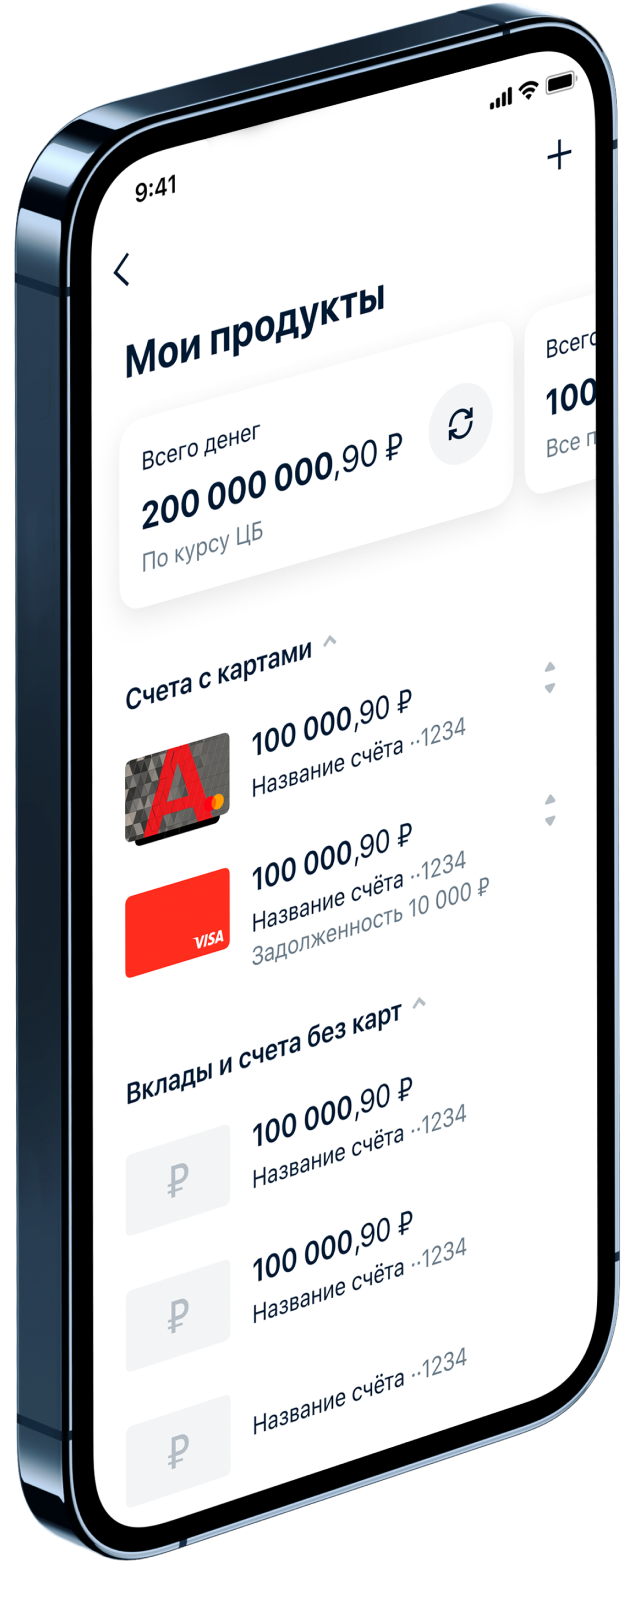 9:41
Мои продукты
Всего денег
200 000 000,90 ₽
По курсу ЦБ
100
Все
Счета с картами
100 000,90 ₽
Название счёта ··1234
А
100 000,90 ₽
Название счёта ··1234
Задолженность 10 000 ₽
VISA
Вклады и счета без карт
100 000,90 ₽
Название счёта ··1234
₽
100 000,90 ₽
Название счёта ··1234
₽
Название счёта ··1234
₽